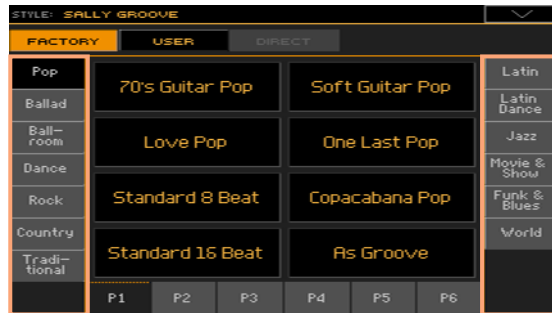 STYLE: SALLY GROOVE
FACTORY USER DIRECT
Pop
Ballad
Ball-
room
Dance
Rock
Country
Tradi-
tional
70's Guitar Pop
Soft Guitar Pop
Love Pop
One Last Pop
Standard 8 Beat
Copacabana Pop
Standard 16 Beat
As Groove
Latin
Latin
Dance
Jazz
Movie &
Show
Funk &
Blues
World
P1 P2 P3 P4 P5 P6